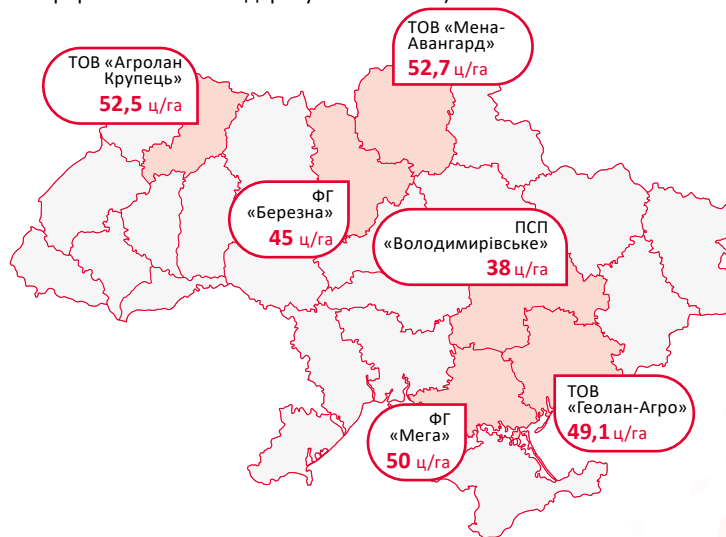 ТОВ «Мена-
Авангард»
52,7 ц/га
ТОВ «Агролан
Крупець»
52,5 ц/га
ФГ
«Березна»
45 ц/га
ПСП
«Володимирівське»
38 ц/га
ТОВ
«Геолан-Агро»
49,1 ц/га
ФГ
«Мега»
50 ц/га